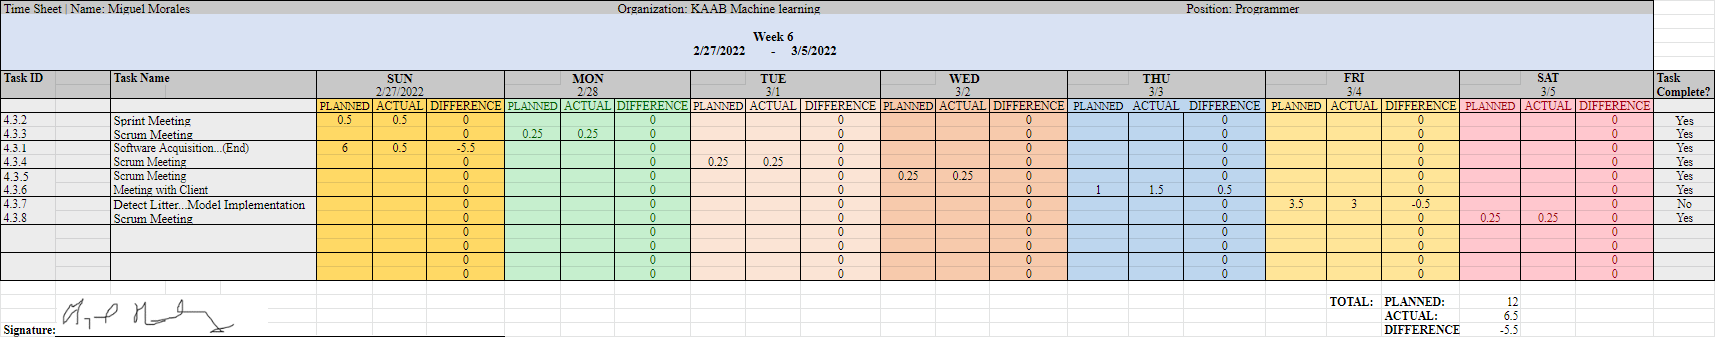 Time Sheet | Name: Miguel Morales Organization: KAAB Machine learning Position: Programmer
Week 6
2/27/2022 - 3/5/2022
Task ID Task Name SUN MON TUE WED THU FRI SAT Task
2/27/2022 2/28 3/1 3/2 3/3 3/4 3/5 Complete?
PLANNED ACTUAL DIFFERENCE PLANNED ACTUAL DIFFERENCE PLANNED ACTUAL DIFFERENCE PLANNED ACTUAL DIFFERENCE PLANNED ACTUAL DIFFERENCE PLANNED ACTUAL DIFFERENCE PLANNED ACTUAL DIFFERENCE
4.3.2 Sprint Meeting 0.5 0.5 0 0 0 0 0 0 0 Yes
4.3.3 Scrum Meeting 0 0.25 0.25 0 0 0 0 0 0 Yes
4.3.1 Software Acquisition...(End) 6 0.5 -5.5 0 0 0 0 0 0 Yes
4.3.4 Scrum Meeting 0 0 0.25 0.25 0 0 0 0 0 Yes
4.3.5 Scrum Meeting 0 0 0 0.25 0.25 0 0 0 0 Yes
4.3.6 Meeting with Client 0 0 0 0 1 1.5 0.5 0 0 Yes
4.3.7 Detect Litter...Model Implementation 0 0 0 0 0 3.5 3 -0.5 0 No
4.3.8 Scrum Meeting 0 0 0 0 0 0 0.25 0.25 0 Yes
0 0 0 0 0 0 0
0 0 0 0 0 0 0
0 0 0 0 0 0 0
0 0 0 0 0 0 0
TOTAL: PLANNED: 12
ACTUAL: 6.5
Signature: DIFFERENCE -5.5